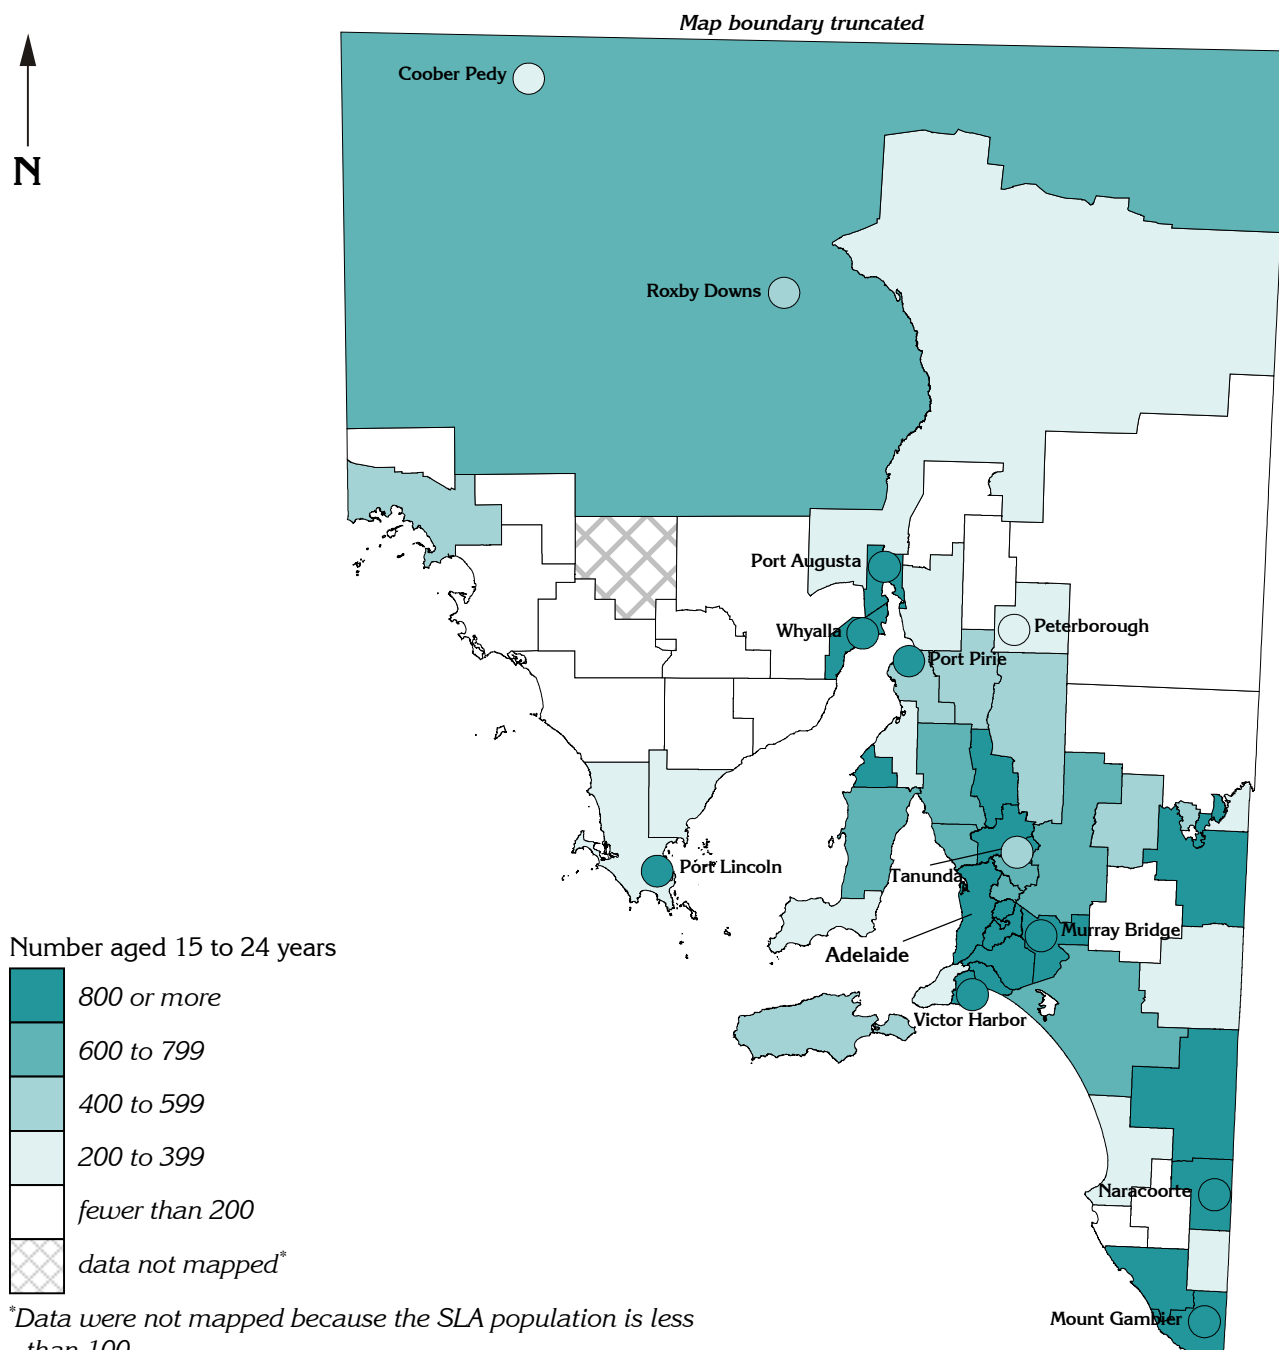 Map boundary truncated
Coober Pedy
N
Roxby Downs
Port Augusta
Whyalla
Peterborough
Port Pirie
Port Lincoln
Tanunda
Murray Bridge
Adelaide
Victor Harbor
Naracoorte
Mount Gambier
Number aged 15 to 24 years
800 or more
600 to 799
400 to 599
200 to 399
fewer than 200
data not mapped*
*Data were not mapped because the SLA population is less
than 100